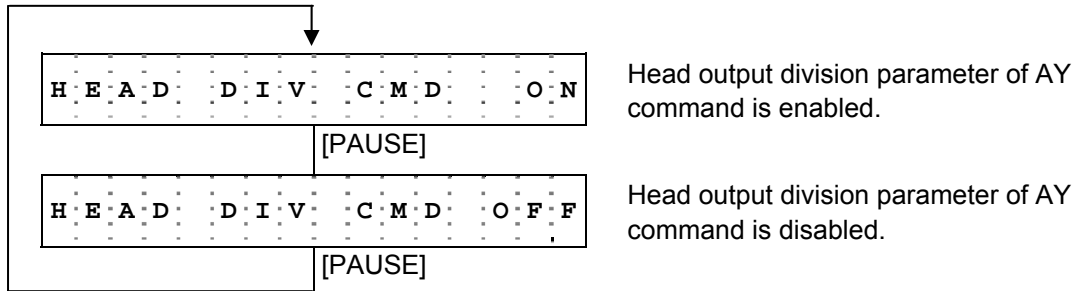 HEAD DIV CMD  ON
Head output division parameter of AY
command is enabled.
[PAUSE]
HEAD DIV CMD OFF
Head output division parameter of AY
command is disabled.
[PAUSE]